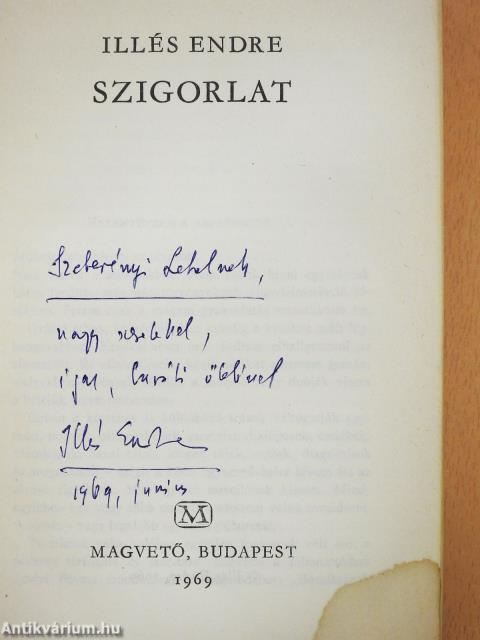 ILLÉS ENDRE
SZIGORLAT
Szeberényi Lehelnek,
nagy szeretettel,
igaz, baráti öleléssel
Illés Endre
1969, június
M
MAGVETŐ, BUDAPEST
1969
Antikvárium.hu